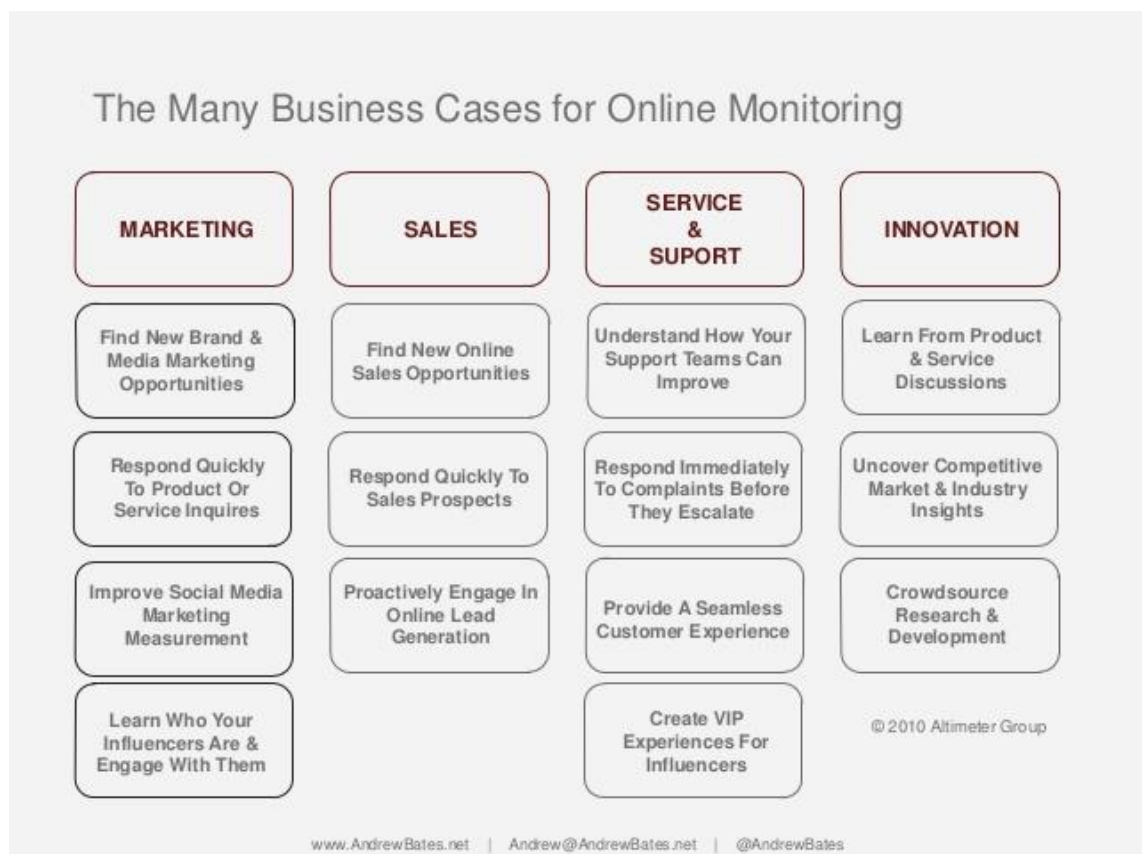 The Many Business Cases for Online Monitoring
MARKETING
Find New Brand &
Media Marketing
Opportunities
Respond Quickly
To Product Or
Service Inquires
Improve Social Media
Marketing
Measurement
Learn Who Your
Influencers Are &
Engage With Them
SALES
Find New Online
Sales Opportunities
Respond Quickly To
Sales Prospects
Proactively Engage In
Online Lead
Generation
SERVICE
&
SUPORT
Understand How Your
Support Teams Can
Improve
Respond Immediately
To Complaints Before
They Escalate
Provide A Seamless
Customer Experience
Create VIP
Experiences For
Influencers
INNOVATION
Learn From Product
& Service
Discussions
Uncover Competitive
Market & Industry
Insights
Crowdsource
Research &
Development
© 2010 Altimeter Group
www.AndrewBates.net | Andrew@AndrewBates.net | @AndrewBates